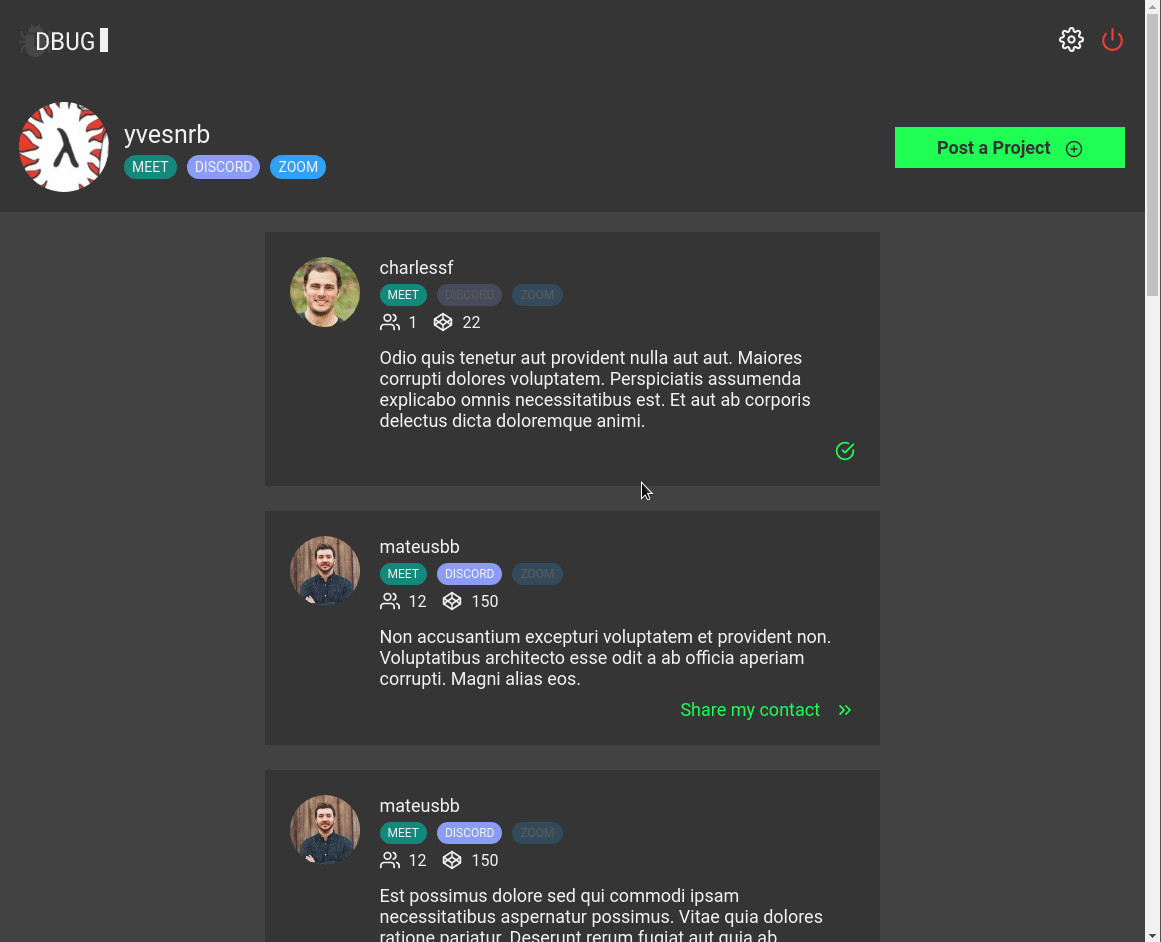 DBUG
yvesnrb
MEET DISCORD ZOOM
Post a Project
charlessf
MEET DISCORD ZOOM
1 22
Odio quis tenetur aut provident nulla aut aut. Maiores
corrupti dolores voluptatem. Perspiciatis assumenda
explicabo omnis necessitatibus est. Et aut ab corporis
delectus dicta doloremque animi.
mateusbb
MEET DISCORD ZOOM
12 150
Non accusantium excepturi voluptatem et provident non.
Voluptatibus architecto esse odit a ab officia aperiam
corrupti. Magni alias eos.
Share my contact
mateusbb
MEET DISCORD ZOOM
12 150
Est possimus dolore sed qui commodi ipsam
necessitatibus aspernatur possimus. Vitae quia dolores
ratione pariatur. Deserunt rerum fugiat aut quia ab